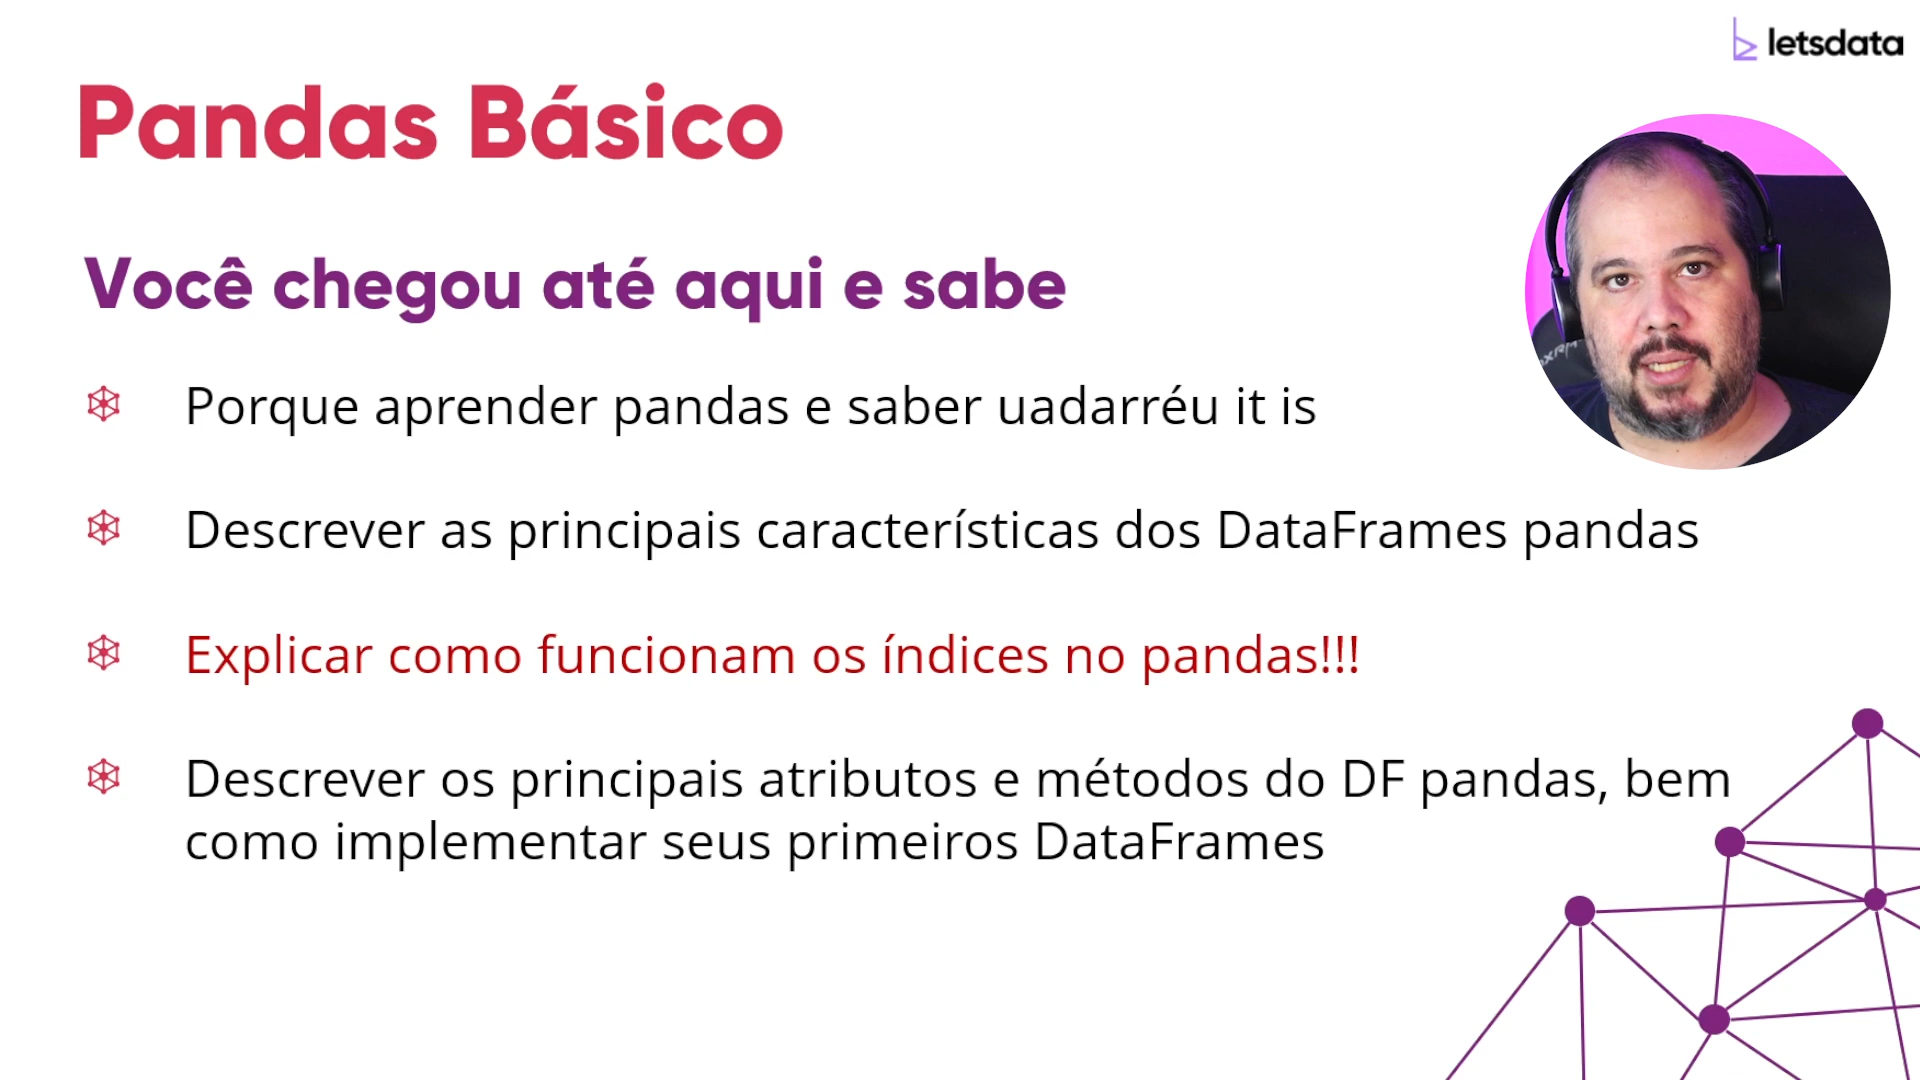 letsdata
Pandas Básico
Você chegou até aqui e sabe
Porque aprender pandas e saber uadarréu it is
Descrever as principais características dos DataFrames pandas
Explicar como funcionam os índices no pandas!!!
Descrever os principais atributos e métodos do DF pandas, bem
como implementar seus primeiros DataFrames